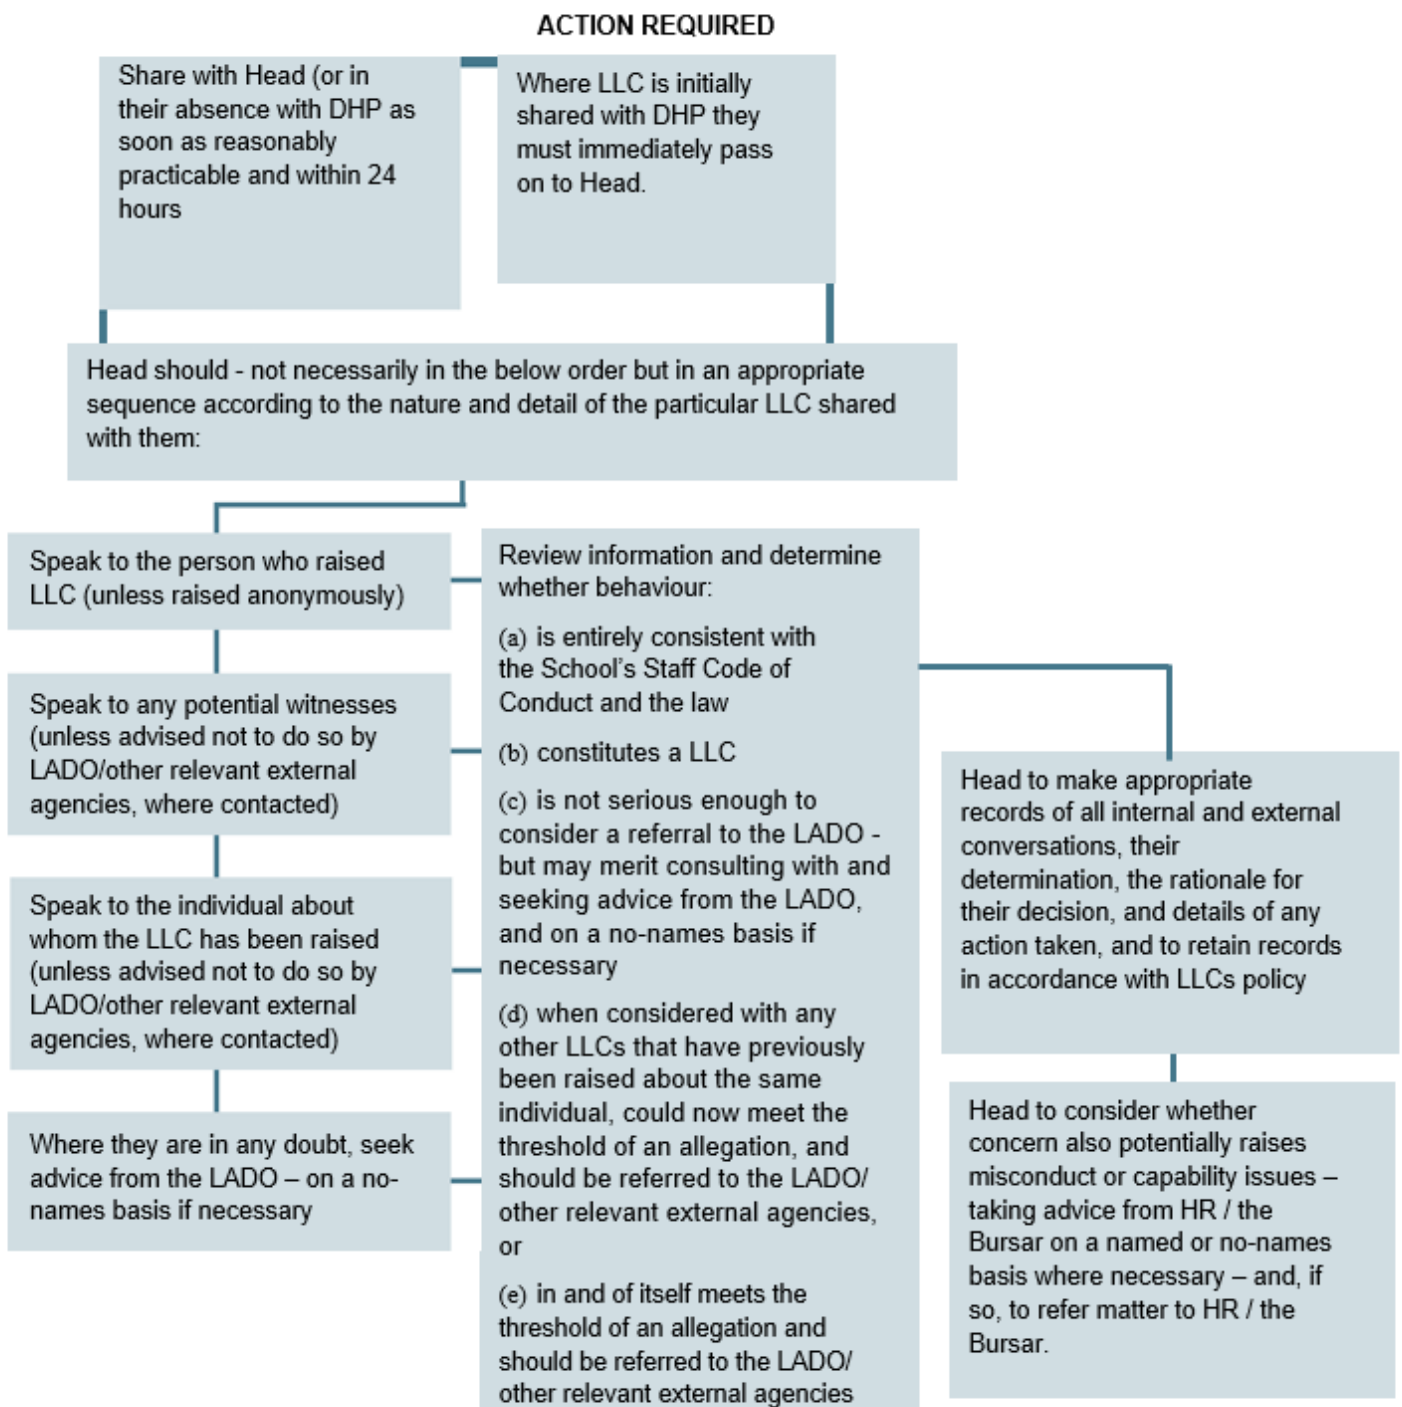 ACTION REQUIRED
Share with Head (or in
their absence with DHP as
soon as reasonably
practicable and within 24
hours
Where LLC is initially
shared with DHP they
must immediately pass
on to Head.
Head should - not necessarily in the below order but in an appropriate
sequence according to the nature and detail of the particular LLC shared
with them:
Speak to the person who raised
LLC (unless raised anonymously)
Speak to any potential witnesses
(unless advised not to do so by
LADO/other relevant external
agencies, where contacted)
Speak to the individual about
whom the LLC has been raised
(unless advised not to do so by
LADO/other relevant external
agencies, where contacted)
Where they are in any doubt, seek
advice from the LADO – on a no-
names basis if necessary
Review information and determine
whether behaviour:
(a) is entirely consistent with
the School’s Staff Code of
Conduct and the law
(b) constitutes a LLC
(c) is not serious enough to
consider a referral to the LADO -
but may merit consulting with and
seeking advice from the LADO,
and on a no-names basis if
necessary
(d) when considered with any
other LLCs that have previously
been raised about the same
individual, could now meet the
threshold of an allegation, and
should be referred to the LADO/
other relevant external agencies,
or
(e) in and of itself meets the
threshold of an allegation and
should be referred to the LADO/
other relevant external agencies
Head to make appropriate
records of all internal and external
conversations, their
determination, the rationale for
their decision, and details of any
action taken, and to retain records
in accordance with LLCs policy
Head to consider whether
concern also potentially raises
misconduct or capability issues –
taking advice from HR / the
Bursar on a named or no-names
basis where necessary – and, if
so, to refer matter to HR / the
Bursar.